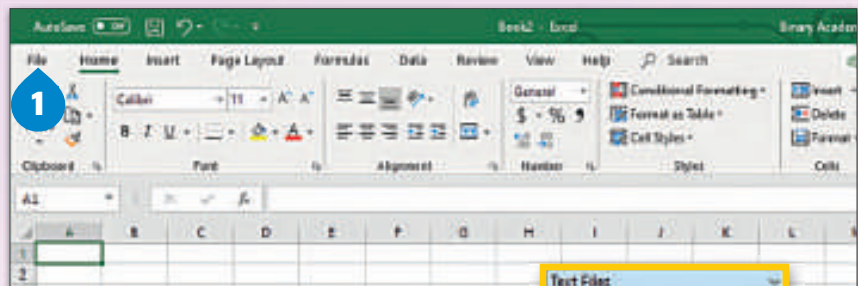 AutoSave Off Book2 - Excel Binary Academy
File Home Insert Page Layout Formulas Data Review View Help Search
1
Calibri 11 A A General Conditional Formatting Insert
B I U A $ % 9 Format as Table Delete
Cell Styles Format
Clipboard Font Alignment Number Styles Cells
A1 fx
A B C D E F G H I J K L
1
2 Text Files